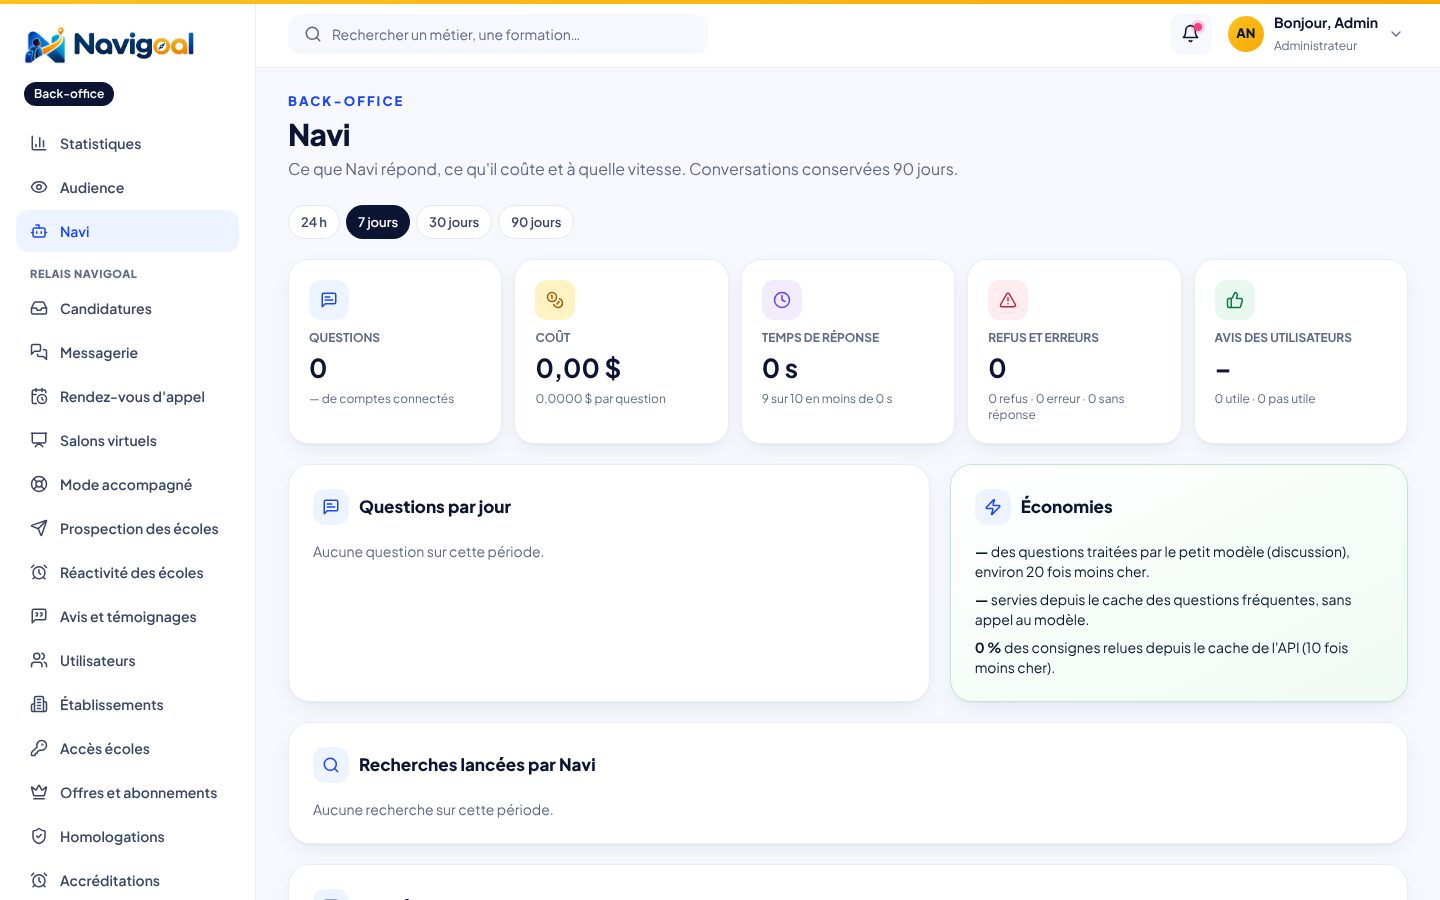 Navigoal
Back-office
Statistiques
Audience
Navi
RELAIS NAVIGOAL
Candidatures
Messagerie
Rendez-vous d'appel
Salons virtuels
Mode accompagné
Prospection des écoles
Réactivité des écoles
Avis et témoignages
Utilisateurs
Établissements
Accès écoles
Offres et abonnements
Homologations
Accréditations
Rechercher un métier, une formation...
AN
Bonjour, Admin
Administrateur
BACK-OFFICE
Navi
Ce que Navi répond, ce qu'il coûte et à quelle vitesse. Conversations conservées 90 jours.
24 h
7 jours
30 jours
90 jours
QUESTIONS
0
— de comptes connectés
COÛT
0,00 $
0,0000 $ par question
TEMPS DE RÉPONSE
0 s
9 sur 10 en moins de 0 s
REFUS ET ERREURS
0
0 refus · 0 erreur · 0 sans
réponse
AVIS DES UTILISATEURS
–
0 utile · 0 pas utile
Questions par jour
Aucune question sur cette période.
Économies
— des questions traitées par le petit modèle (discussion),
environ 20 fois moins cher.
— servies depuis le cache des questions fréquentes, sans
appel au modèle.
0 % des consignes relues depuis le cache de l'API (10 fois
moins cher).
Recherches lancées par Navi
Aucune recherche sur cette période.